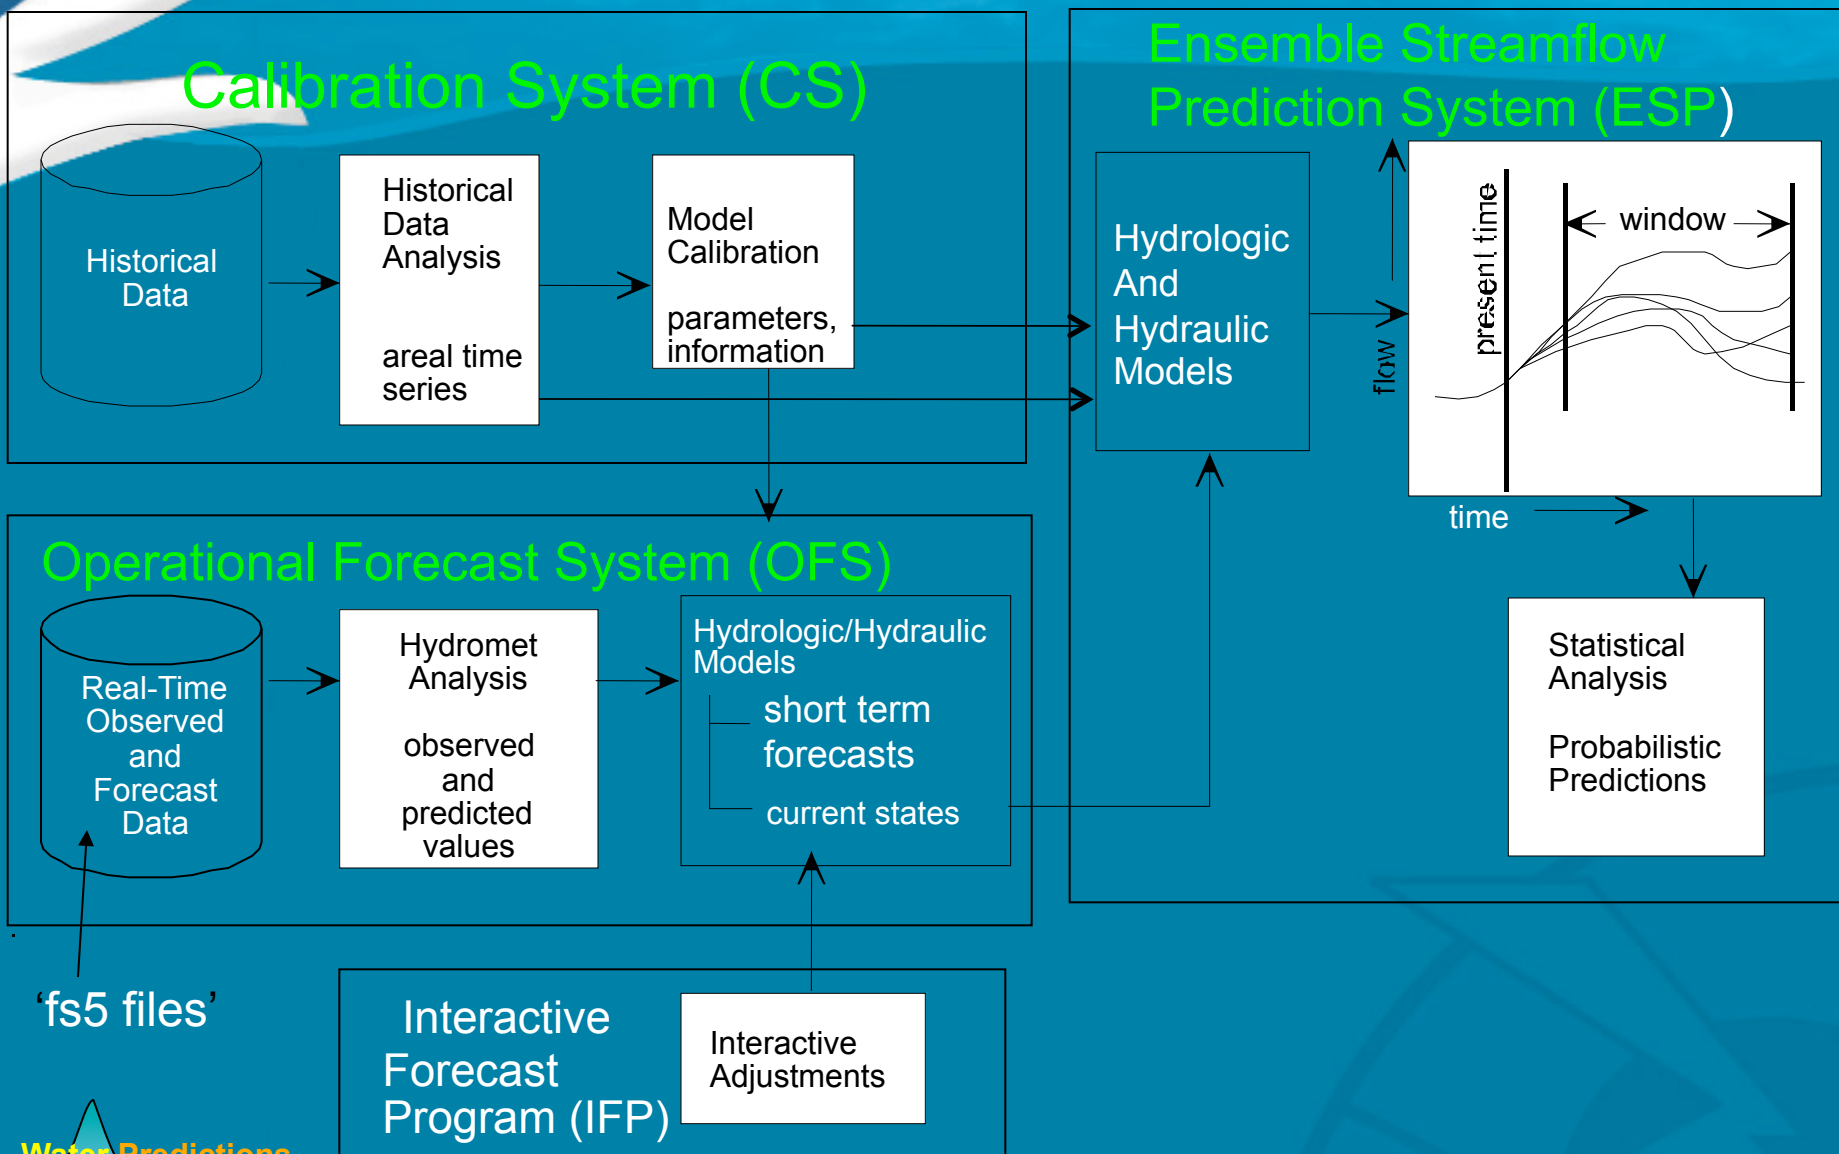 Calibration System (CS)
Historical
Data
Historical
Data
Analysis
areal time
series
Model
Calibration
parameters,
information
Ensemble Streamflow
Prediction System (ESP)
Hydrologic
And
Hydraulic
Models
flow
present time
window
time
Statistical
Analysis
Probabilistic
Predictions
Operational Forecast System (OFS)
Real-Time
Observed
and
Forecast
Data
Hydromet
Analysis
observed
and
predicted
values
Hydrologic/Hydraulic
Models
short term
forecasts
current states
‘fs5 files’
Interactive
Forecast
Program (IFP)
Interactive
Adjustments
Water Predictions